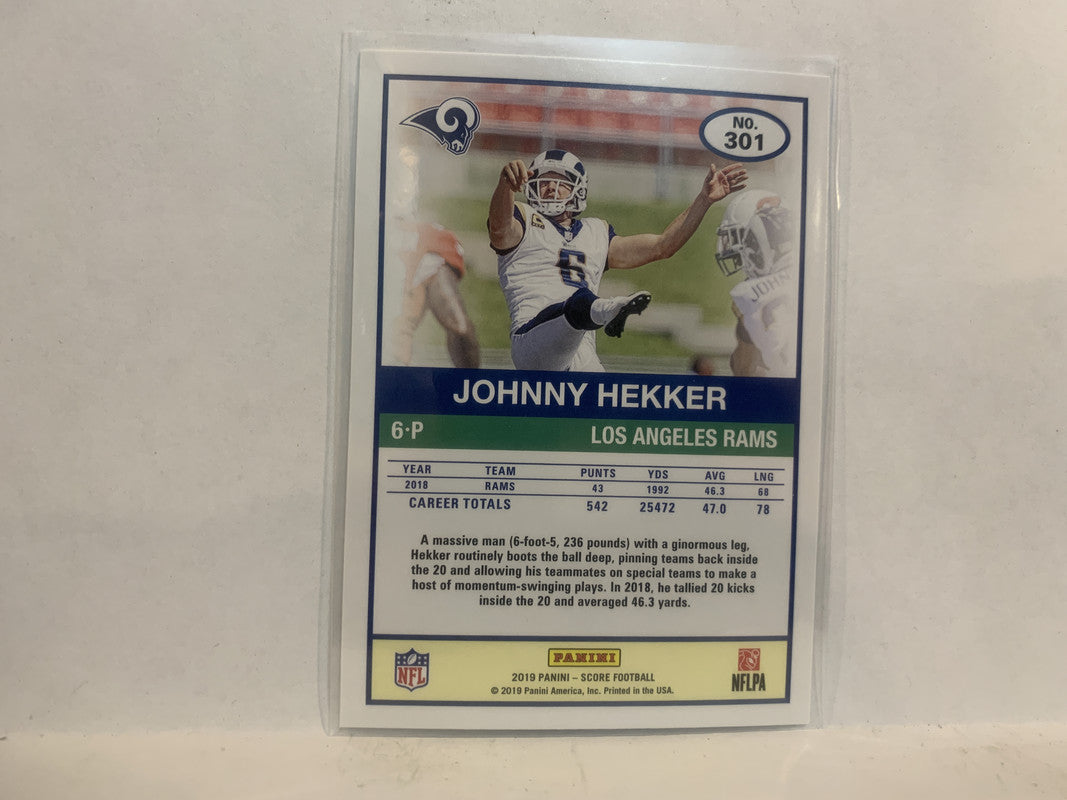 No.
301
6
JOHN
JOHNNY HEKKER
6·P LOS ANGELES RAMS
YEAR TEAM PUNTS YDS AVG LNG
2018 RAMS 43 1992 46.3 68
CAREER TOTALS 542 25472 47.0 78
A massive man (6-foot-5, 236 pounds) with a ginormous leg,
Hekker routinely boots the ball deep, pinning teams back inside
the 20 and allowing his teammates on special teams to make a
host of momentum-swinging plays. In 2018, he tallied 20 kicks
inside the 20 and averaged 46.3 yards.
NFL
PANINI
2019 PANINI – SCORE FOOTBALL
© 2019 Panini America, Inc. Printed in the USA.
NFLPA